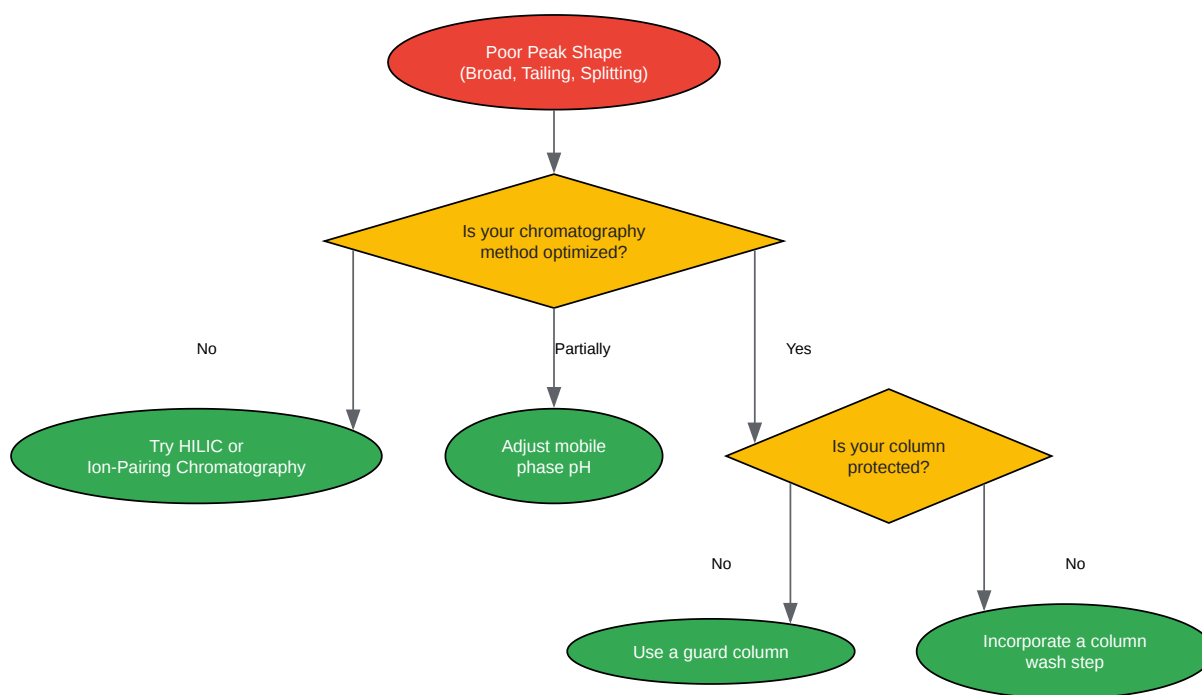 Poor Peak Shape
(Broad, Tailing, Splitting)
Is your chromatography
method optimized?
No
Partially
Yes
Try HILIC or
Ion-Pairing Chromatography
Adjust mobile
phase pH
Is your column
protected?
No
No
Use a guard column
Incorporate a column
wash step